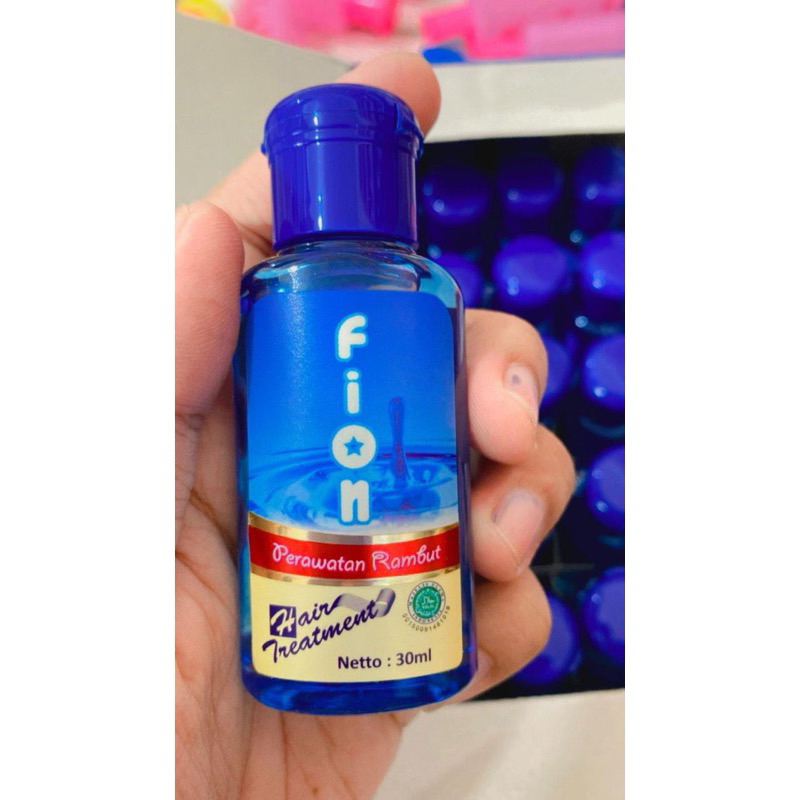 fion
Perawatan Rambut
Hair
Treatment
Netto : 30ml